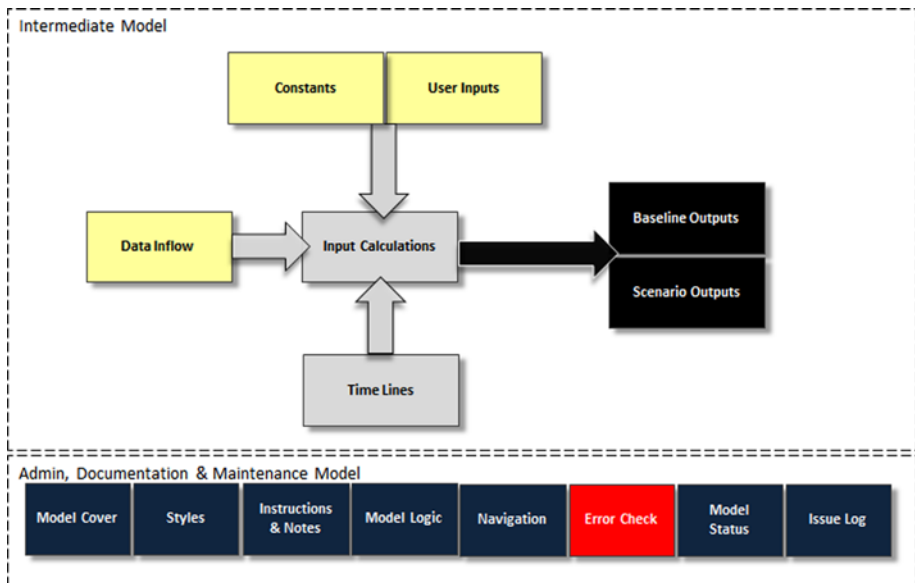 Intermediate Model
Constants
User Inputs
Data Inflow
Input Calculations
Baseline Outputs
Scenario Outputs
Time Lines
Admin, Documentation & Maintenance Model
Model Cover
Styles
Instructions
& Notes
Model Logic
Navigation
Error Check
Model
Status
Issue Log